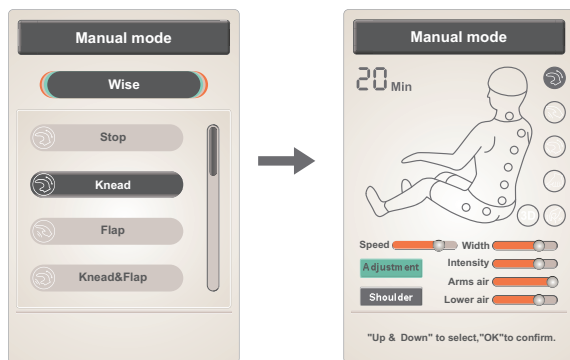 Manual mode
Wise
Stop
Knead
Flap
Knead&Flap
Manual mode
20 Min
Speed
Width
Adjustment
Intensity
Arms air
Shoulder
Lower air
"Up & Down" to select,"OK"to confirm.